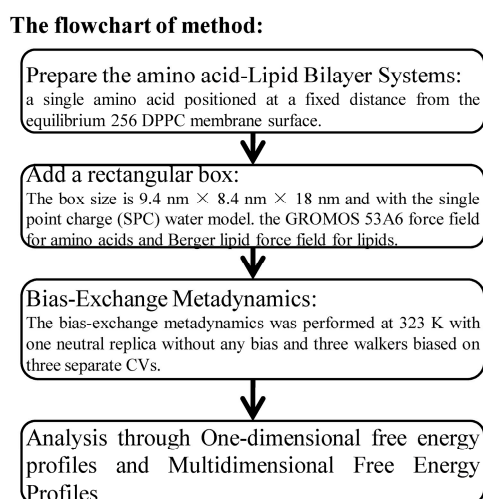 The flowchart of method:
Prepare the amino acid-Lipid Bilayer Systems:
a single amino acid positioned at a fixed distance from the
equilibrium 256 DPPC membrane surface.
Add a rectangular box:
The box size is 9.4 nm × 8.4 nm × 18 nm and with the single
point charge (SPC) water model. the GROMOS 53A6 force field
for amino acids and Berger lipid force field for lipids.
Bias-Exchange Metadynamics:
The bias-exchange metadynamics was performed at 323 K with
one neutral replica without any bias and three walkers biased on
three separate CVs.
Analysis through One-dimensional free energy
profiles and Multidimensional Free Energy
Profiles